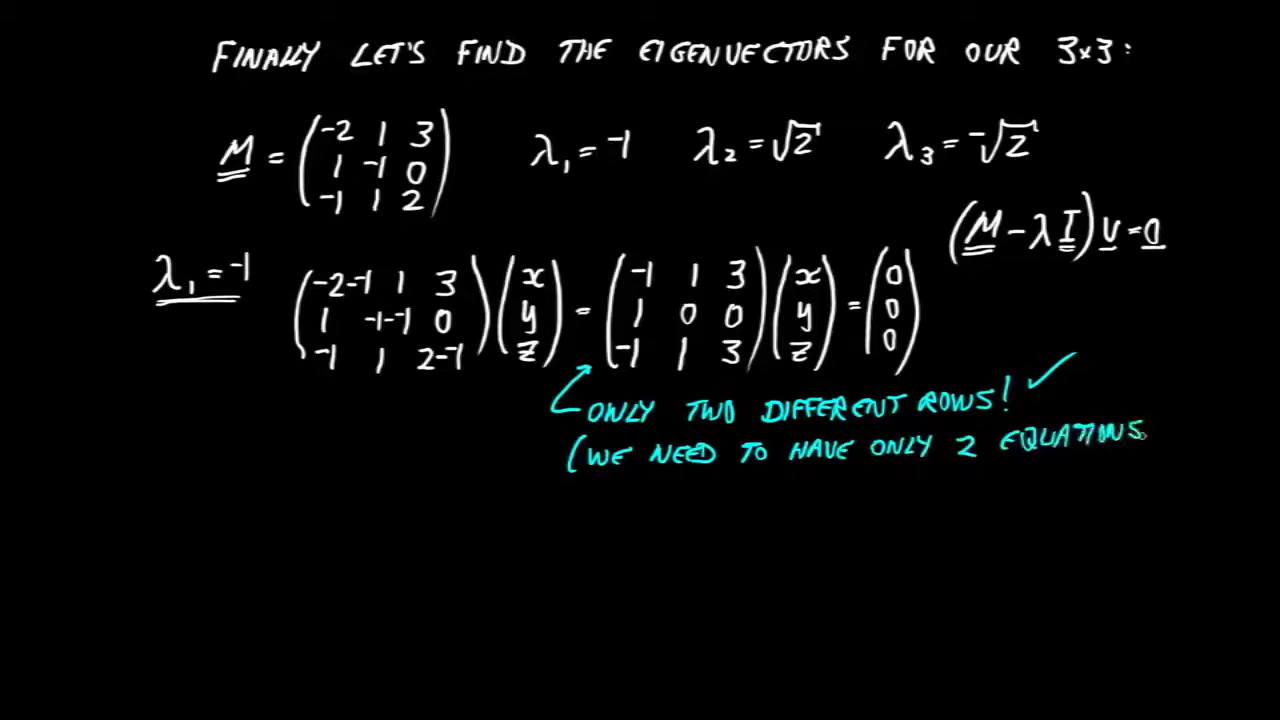 FINALLY LET'S FIND THE EIGENVECTORS FOR OUR 3×3:
M = (-2 1 3
1 -1 0
-1 1 2) λ₁ = -1 λ₂ = √2 λ₃ = -√2
(M - λI) v = 0
λ₁ = -1 (-2--1 1 3
1 -1--1 0
-1 1 2--1) (x
y
z) = (-1 1 3
1 0 0
-1 1 3) (x
y
z) = (0
0
0)
ONLY TWO DIFFERENT ROWS! ✓
(WE NEED TO HAVE ONLY 2 EQUATIONS